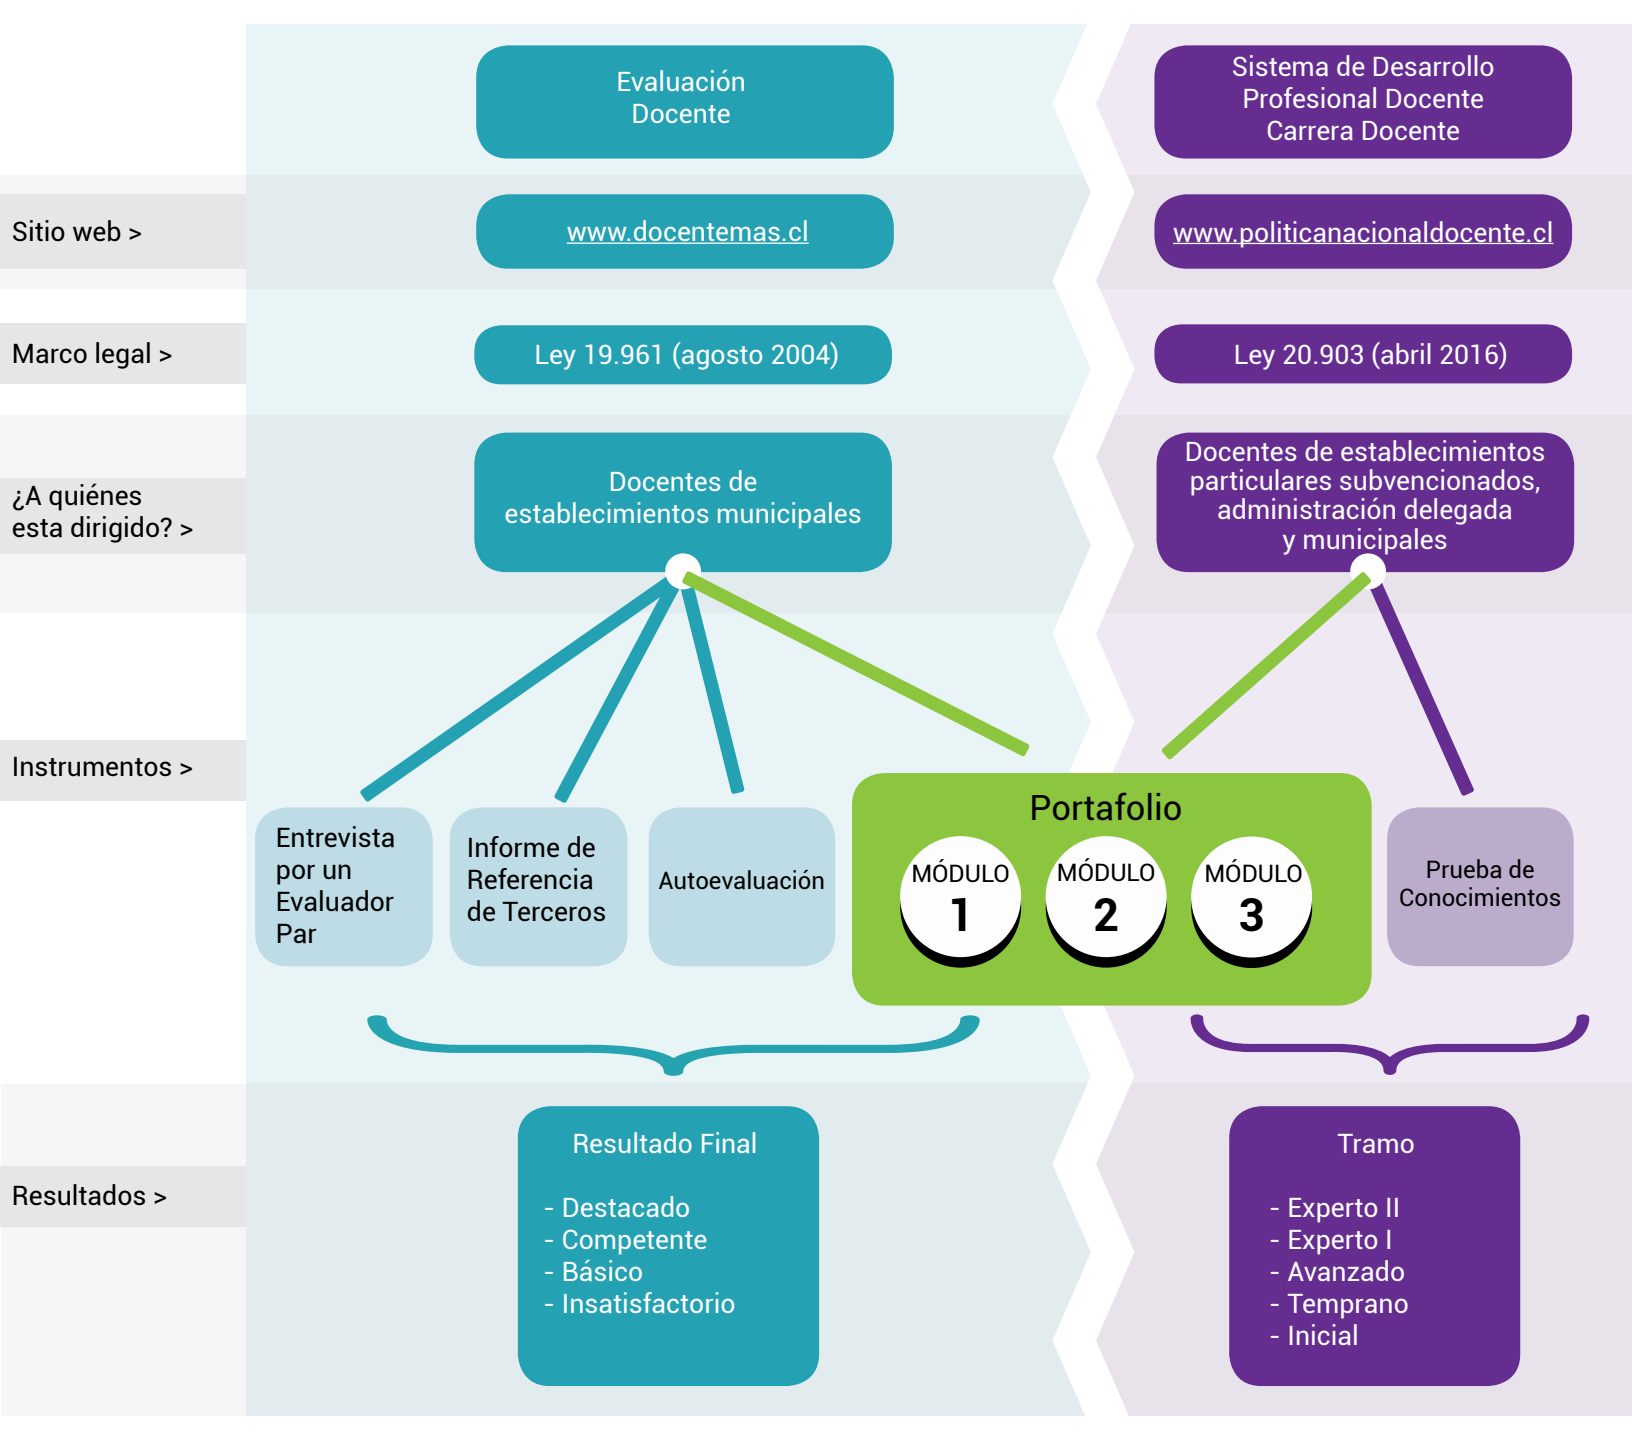 Evaluación
Docente
Sistema de Desarrollo
Profesional Docente
Carrera Docente
Sitio web >
www.docentemas.cl
www.politicanacionaldocente.cl
Marco legal >
Ley 19.961 (agosto 2004)
Ley 20.903 (abril 2016)
¿A quiénes
esta dirigido? >
Docentes de
establecimientos municipales
Docentes de establecimientos
particulares subvencionados,
administración delegada
y municipales
Instrumentos >
Entrevista
por un
Evaluador
Par
Informe de
Referencia
de Terceros
Autoevaluación
Portafolio
MÓDULO
1
MÓDULO
2
MÓDULO
3
Prueba de
Conocimientos
Resultados >
Resultado Final
- Destacado
- Competente
- Básico
- Insatisfactorio
Tramo
- Experto II
- Experto I
- Avanzado
- Temprano
- Inicial